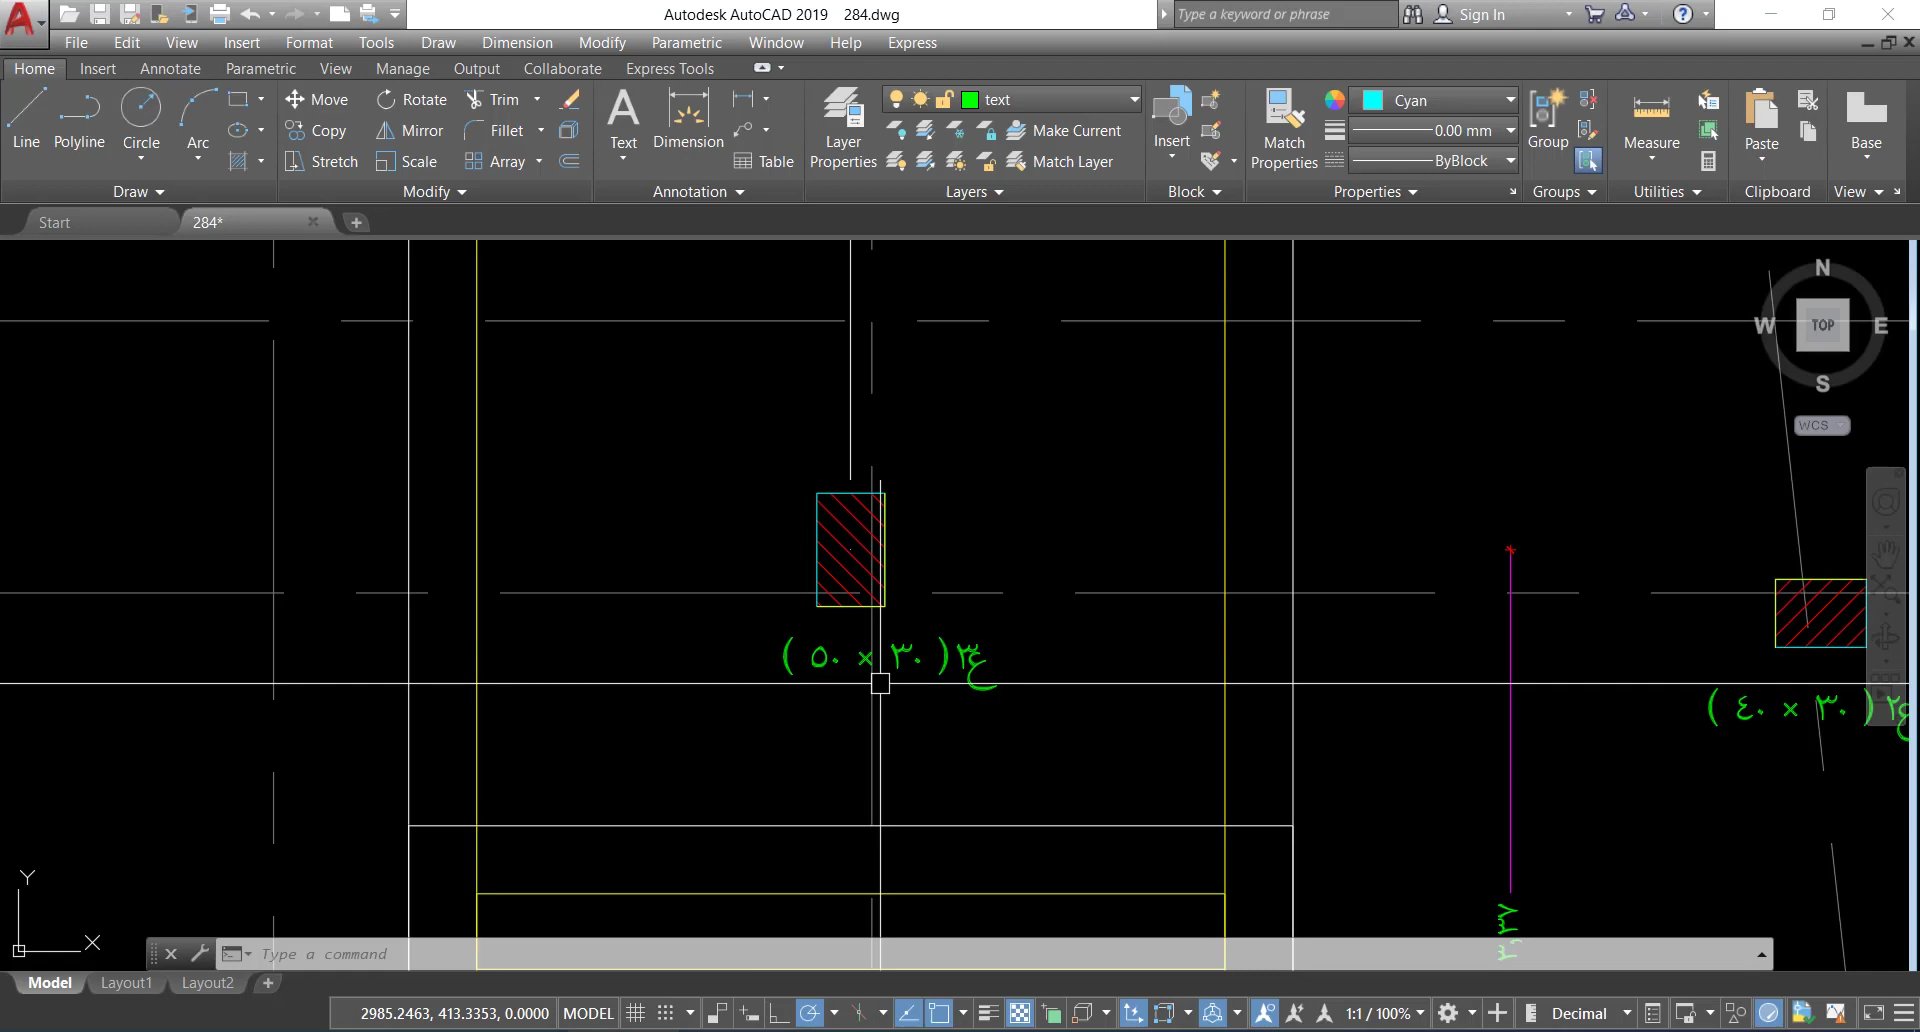 Autodesk AutoCAD 2019 284.dwg
Type a keyword or phrase
Sign In
File Edit View Insert Format Tools Draw Dimension Modify Parametric Window Help Express
Home Insert Annotate Parametric View Manage Output Collaborate Express Tools
Line Polyline Circle Arc
Move Rotate Trim
Copy Mirror Fillet
Stretch Scale Array
Text Dimension Table
Layer Properties
text
Make Current
Match Layer
Insert
Match Properties
Cyan
0.00 mm
ByBlock
Group
Measure
Paste
Base
Draw Modify Annotation Layers Block Properties Groups Utilities Clipboard View
Start 284*
N
W TOP E
S
WCS
ع٣( ٣٠ × ٥٠ )
ع٢( ٣٠ × ٤٠ )
Y
X
Type a command
Model Layout1 Layout2
2985.2463, 413.3353, 0.0000 MODEL 1:1 / 100% Decimal